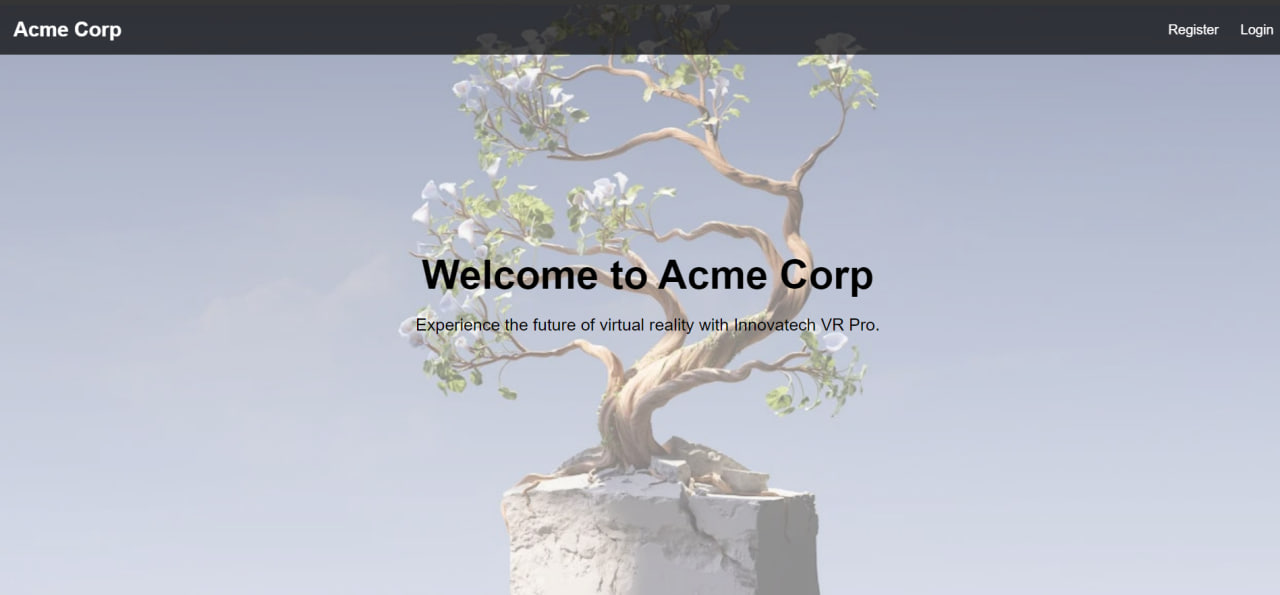 Acme Corp
Register
Login
Welcome to Acme Corp
Experience the future of virtual reality with Innovatech VR Pro.